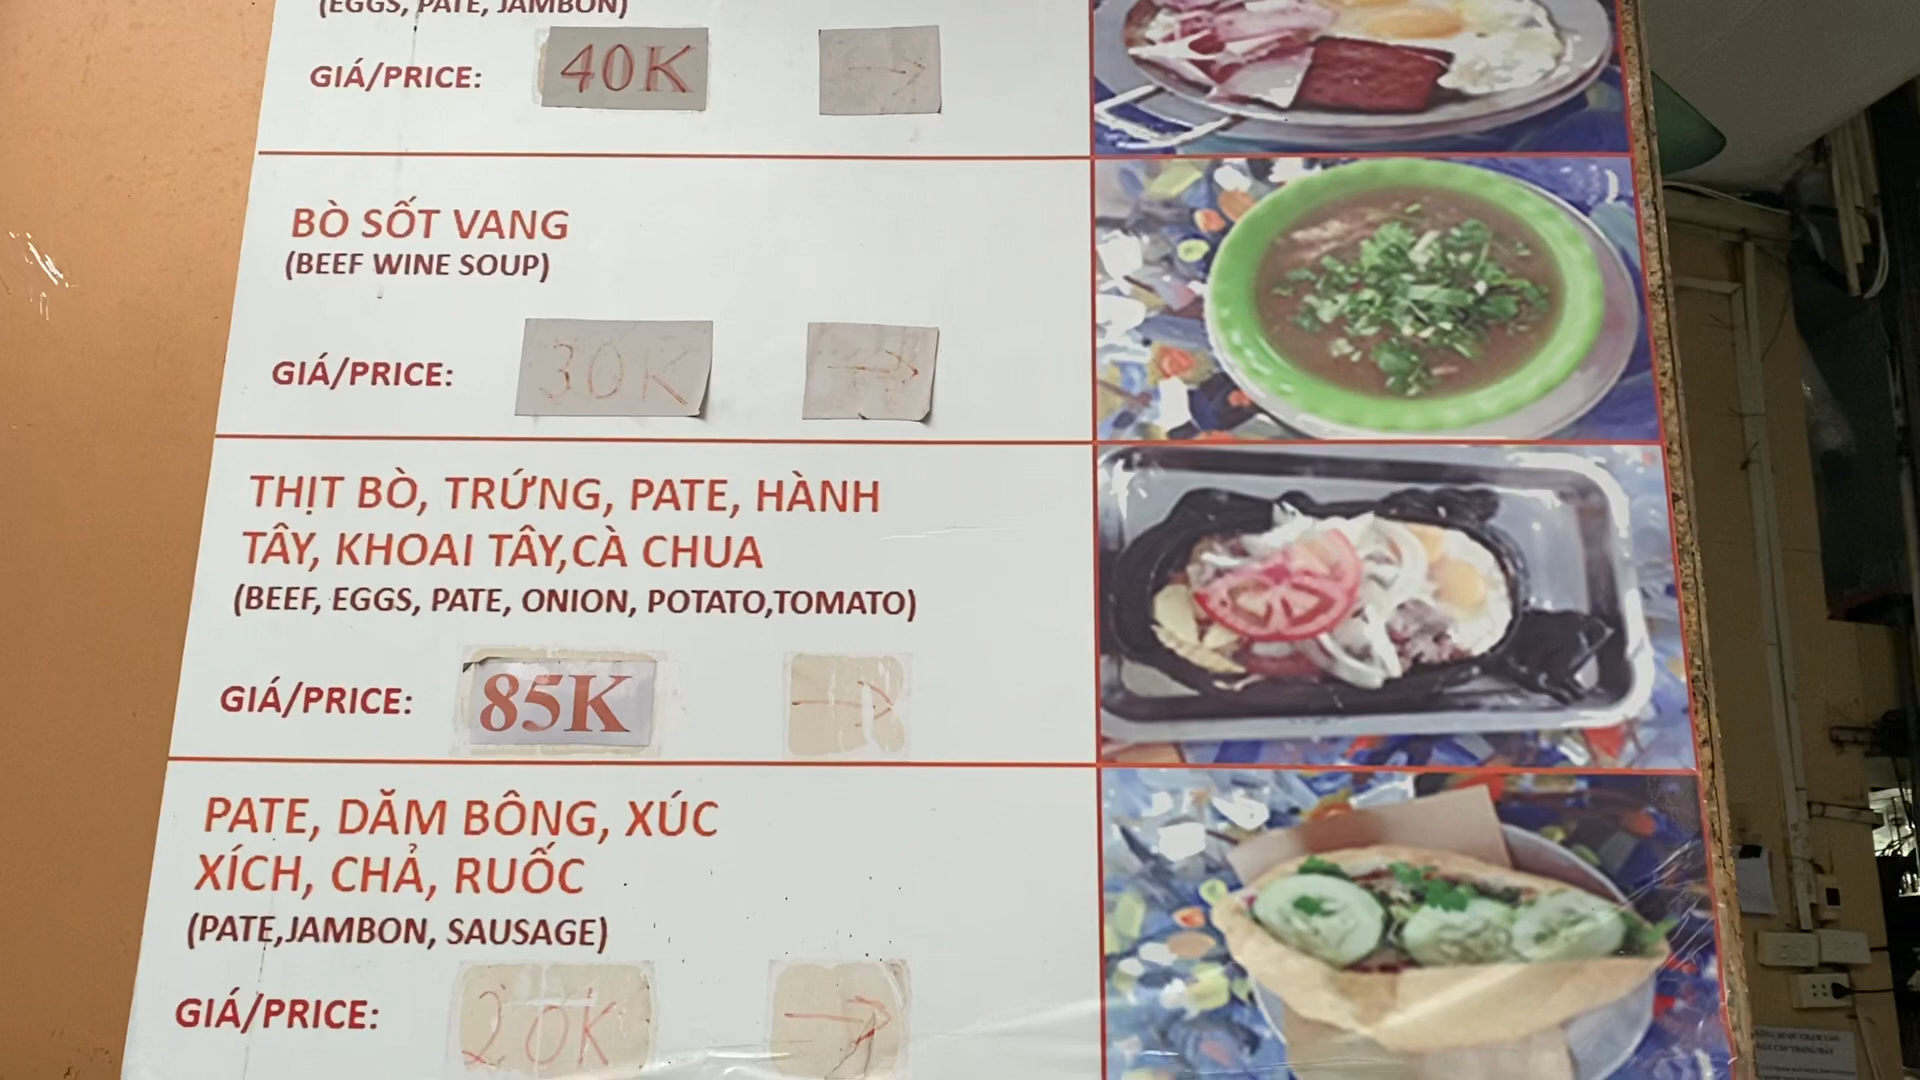 (EGGS, PATE, JAMBON)
GIÁ/PRICE: 40K →
BÒ SỐT VANG
(BEEF WINE SOUP)
GIÁ/PRICE: 30K →
THỊT BÒ, TRỨNG, PATE, HÀNH
TÂY, KHOAI TÂY,CÀ CHUA
(BEEF, EGGS, PATE, ONION, POTATO,TOMATO)
GIÁ/PRICE: 85K →
PATE, DĂM BÔNG, XÚC
XÍCH, CHẢ, RUỐC
(PATE,JAMBON, SAUSAGE)
GIÁ/PRICE: 20K →